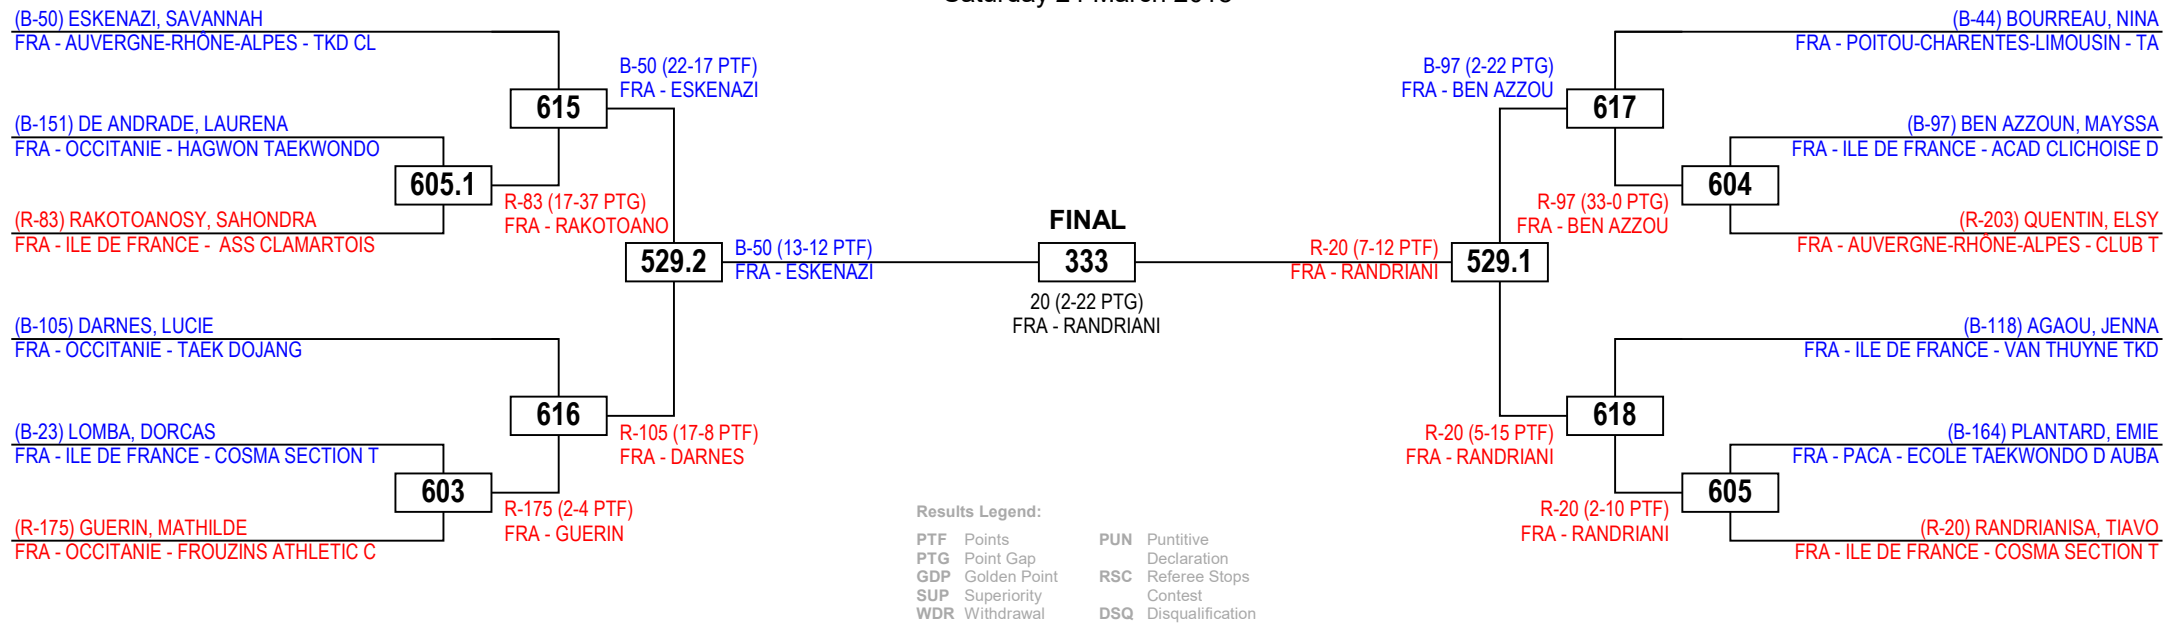 (B-50) ESKENAZI, SAVANNAH
FRA - AUVERGNE-RHÔNE-ALPES - TKD CL
B-50 (22-17 PTF)
FRA - ESKENAZI
615
(B-151) DE ANDRADE, LAURENA
FRA - OCCITANIE - HAGWON TAEKWONDO
605.1
R-83 (17-37 PTG)
FRA - RAKOTOANO
(R-83) RAKOTOANOSY, SAHONDRA
FRA - ILE DE FRANCE - ASS CLAMARTOIS
529.2
B-50 (13-12 PTF)
FRA - ESKENAZI
(B-105) DARNES, LUCIE
FRA - OCCITANIE - TAEK DOJANG
616
R-105 (17-8 PTF)
FRA - DARNES
(B-23) LOMBA, DORCAS
FRA - ILE DE FRANCE - COSMA SECTION T
603
R-175 (2-4 PTF)
FRA - GUERIN
(R-175) GUERIN, MATHILDE
FRA - OCCITANIE - FROUZINS ATHLETIC C
FINAL
333
20 (2-22 PTG)
FRA - RANDRIANI
(B-44) BOURREAU, NINA
FRA - POITOU-CHARENTES-LIMOUSIN - TA
B-97 (2-22 PTG)
FRA - BEN AZZOU
617
(B-97) BEN AZZOUN, MAYSSA
FRA - ILE DE FRANCE - ACAD CLICHOISE D
604
R-97 (33-0 PTG)
FRA - BEN AZZOU
(R-203) QUENTIN, ELSY
FRA - AUVERGNE-RHÔNE-ALPES - CLUB T
R-20 (7-12 PTF)
FRA - RANDRIANI
529.1
(B-118) AGAOU, JENNA
FRA - ILE DE FRANCE - VAN THUYNE TKD
618
R-20 (5-15 PTF)
FRA - RANDRIANI
(B-164) PLANTARD, EMIE
FRA - PACA - ECOLE TAEKWONDO D AUBA
605
R-20 (2-10 PTF)
FRA - RANDRIANI
(R-20) RANDRIANISA, TIAVO
FRA - ILE DE FRANCE - COSMA SECTION T
Results Legend:
PTF Points
PTG Point Gap
GDP Golden Point
SUP Superiority
WDR Withdrawal
PUN Puntitive
Declaration
RSC Referee Stops
Contest
DSQ Disqualification